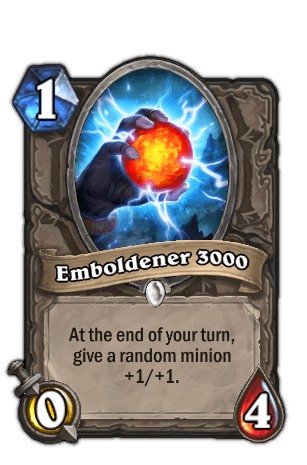 1
Emboldener 3000
At the end of your turn,
give a random minion
+1/+1.
0
4